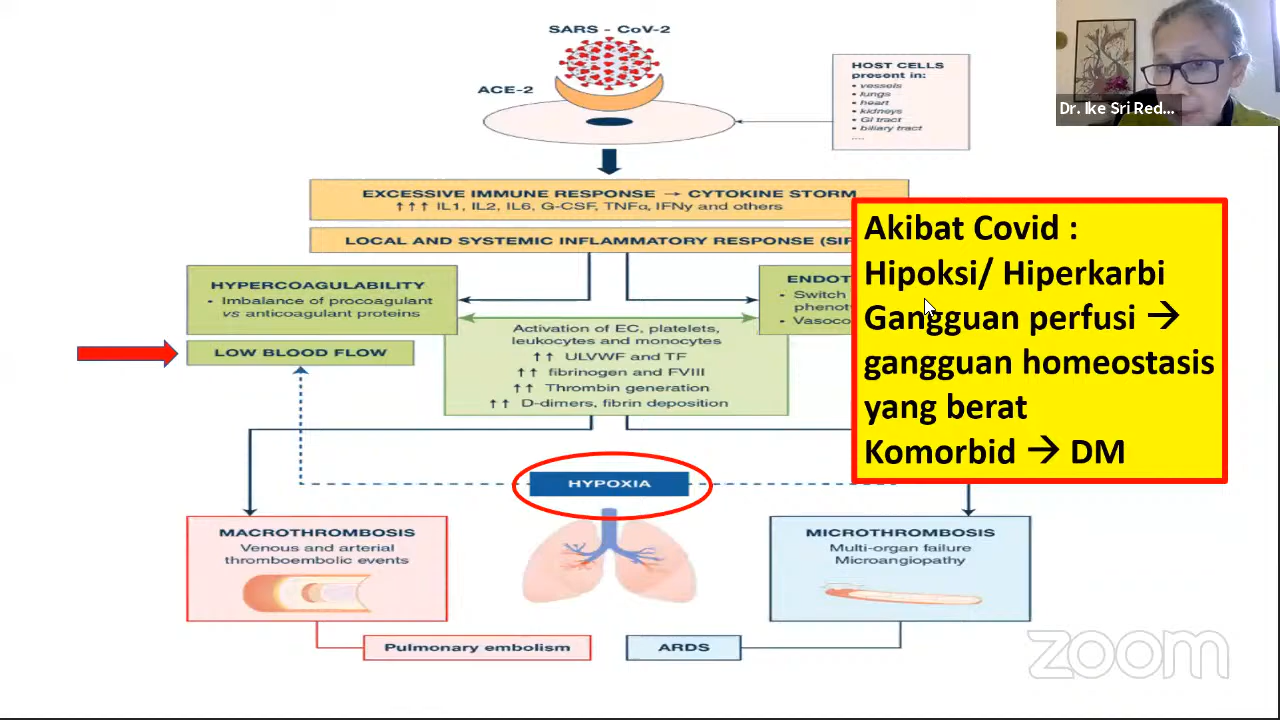 SARS - CoV-2
ACE-2
HOST CELLS
present in:
• vessels
• lungs
• heart
• kidneys
• GI tract
• biliary tract
....
Dr. Ike Sri Red...
EXCESSIVE IMMUNE RESPONSE → CYTOKINE STORM
↑↑↑ IL1, IL2, IL6, G-CSF, TNFα, IFNγ and others
LOCAL AND SYSTEMIC INFLAMMATORY RESPONSE (SIR
HYPERCOAGULABILITY
• Imbalance of procoagulant
vs anticoagulant proteins
LOW BLOOD FLOW
ENDOT
• Switch
phenot
• Vasoco
Activation of EC, platelets,
leukocytes and monocytes
↑↑ ULVWF and TF
↑↑ fibrinogen and FVIII
↑↑ Thrombin generation
↑↑ D-dimers, fibrin deposition
Akibat Covid :
Hipoksi/ Hiperkarbi
Gangguan perfusi →
gangguan homeostasis
yang berat
Komorbid → DM
HYPOXIA
MACROTHROMBOSIS
Venous and arterial
thromboembolic events
MICROTHROMBOSIS
Multi-organ failure
Microangiopathy
Pulmonary embolism
ARDS
zoom